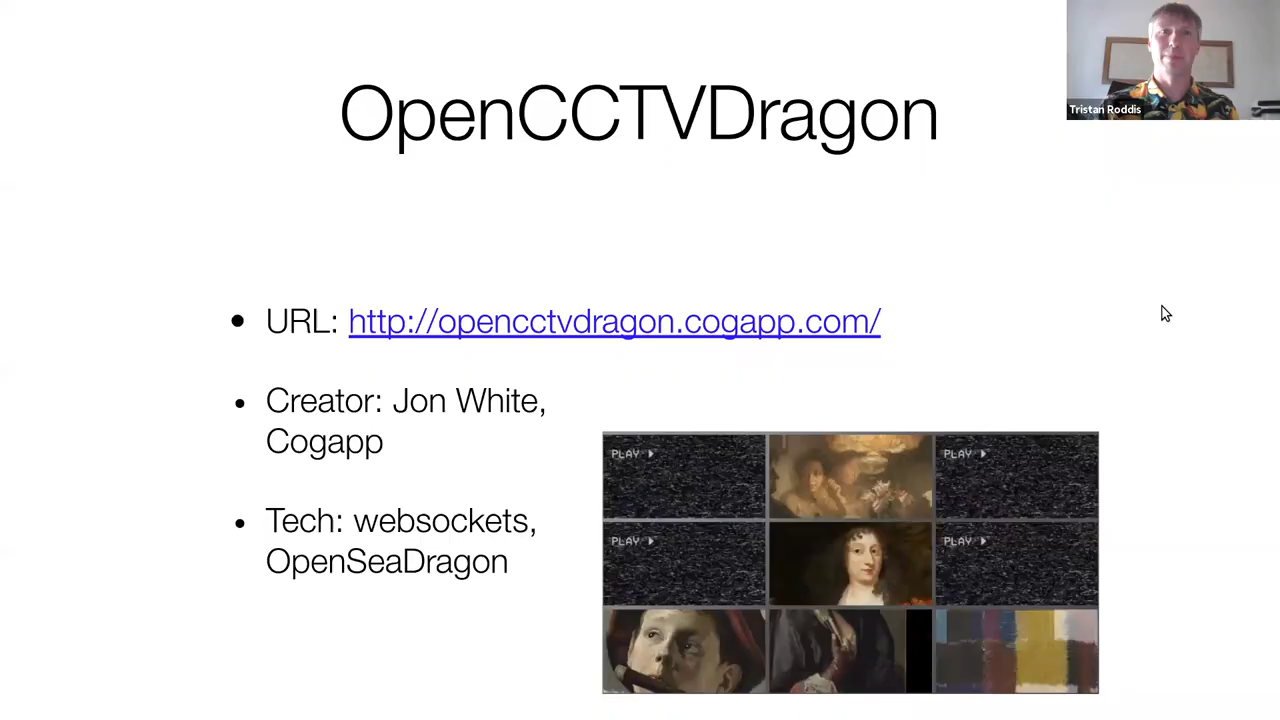 OpenCCTVDragon
Tristan Roddis
• URL: http://opencctvdragon.cogapp.com/
• Creator: Jon White,
Cogapp
• Tech: websockets,
OpenSeaDragon
PLAY
PLAY
PLAY
PLAY